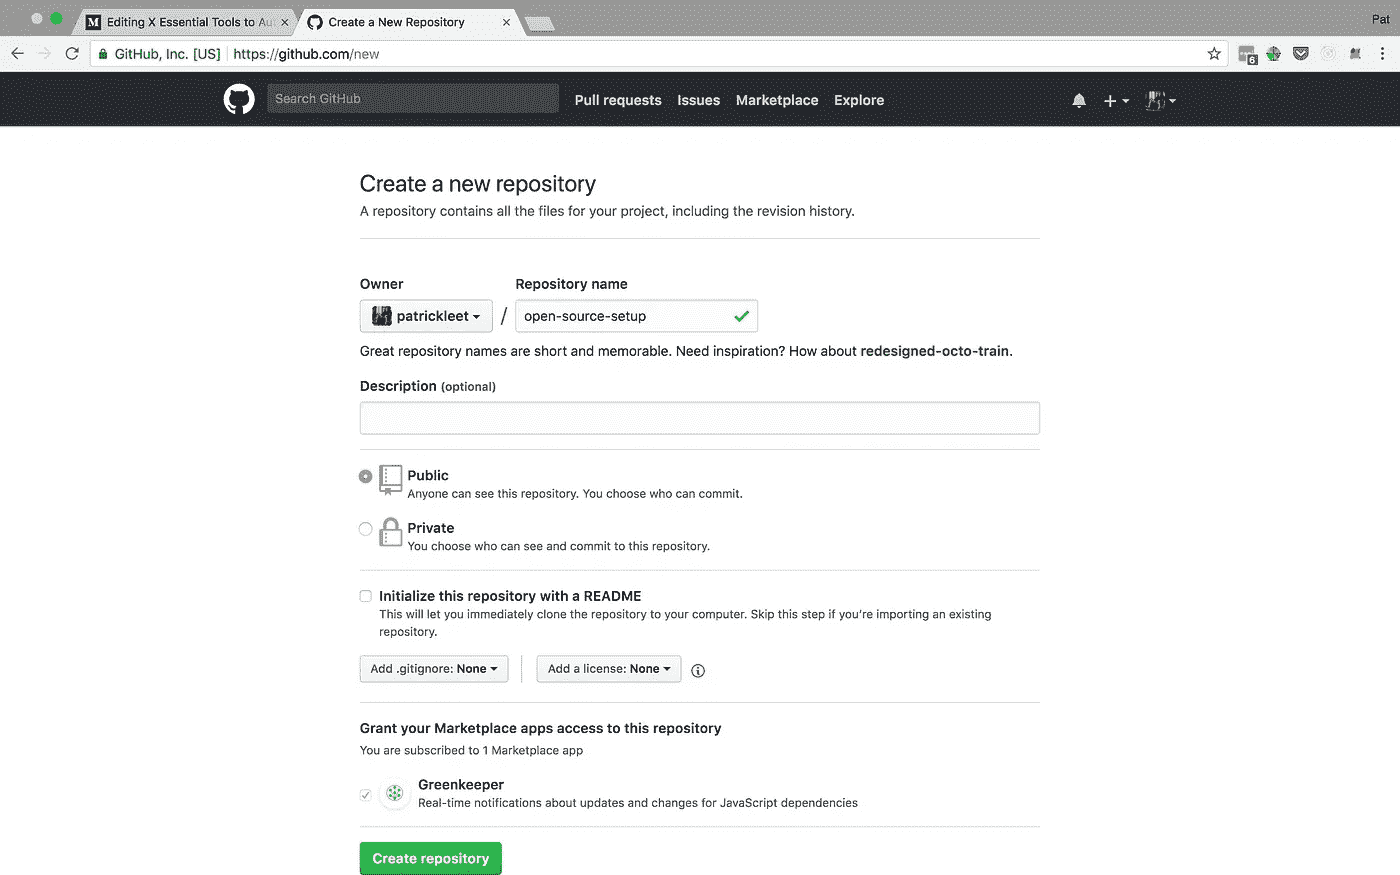 Editing X Essential Tools to Au
Create a New Repository
Pat
GitHub, Inc. [US] https://github.com/new
6
Search GitHub
Pull requests Issues Marketplace Explore
Create a new repository
A repository contains all the files for your project, including the revision history.
Owner Repository name
patrickleet / open-source-setup
Great repository names are short and memorable. Need inspiration? How about redesigned-octo-train.
Description (optional)
Public
Anyone can see this repository. You choose who can commit.
Private
You choose who can see and commit to this repository.
Initialize this repository with a README
This will let you immediately clone the repository to your computer. Skip this step if you’re importing an existing
repository.
Add .gitignore: None Add a license: None
Grant your Marketplace apps access to this repository
You are subscribed to 1 Marketplace app
Greenkeeper
Real-time notifications about updates and changes for JavaScript dependencies
Create repository